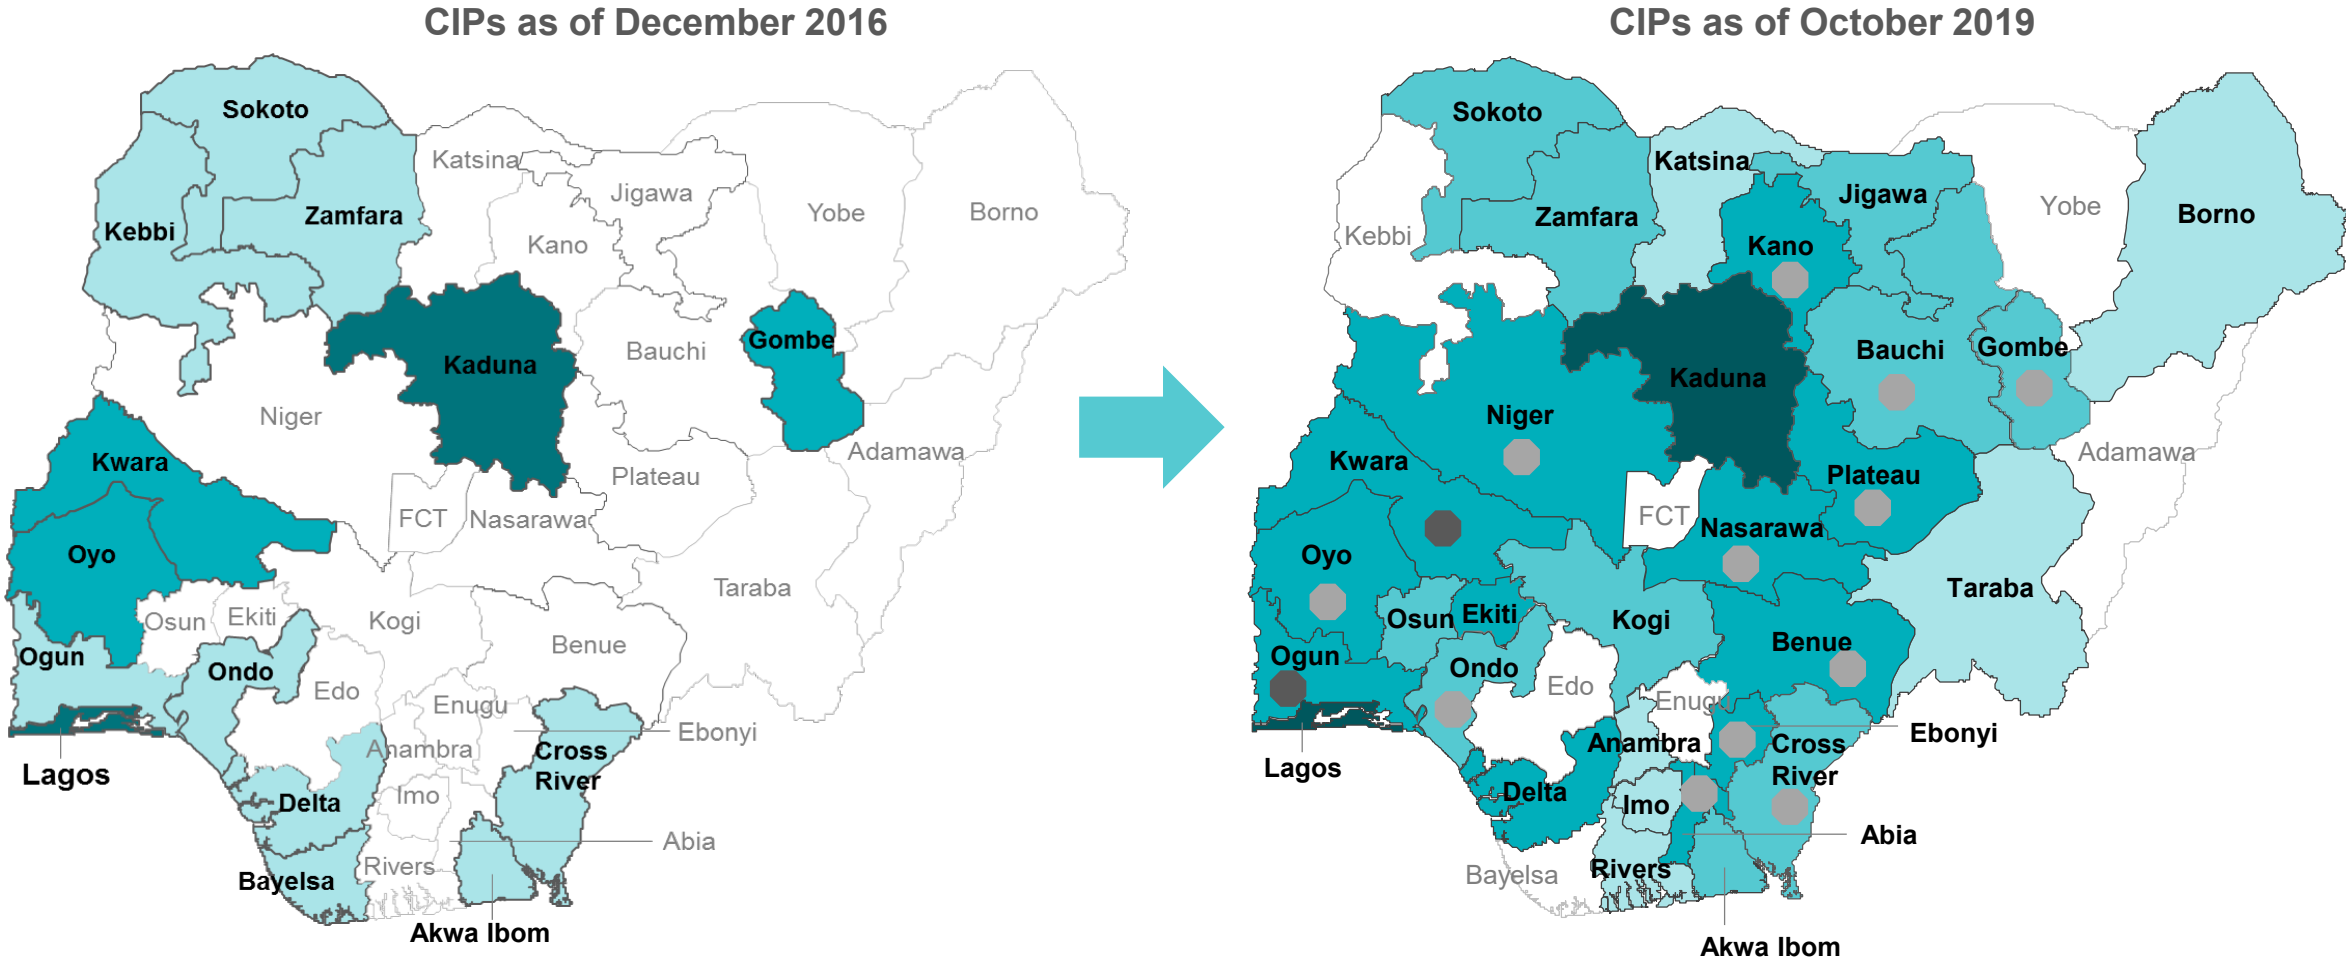 CIPs as of December 2016
Sokoto
Katsina
Jigawa
Yobe
Borno
Kebbi
Zamfara
Kano
Gombe
Kaduna
Bauchi
Niger
Kwara
Adamawa
Plateau
FCT
Nasarawa
Oyo
Taraba
Osun
Ekiti
Kogi
Benue
Ogun
Ondo
Edo
Enugu
Ebonyi
Anambra
Cross
River
Lagos
Delta
Imo
Abia
Bayelsa
Rivers
Akwa Ibom
CIPs as of October 2019
Sokoto
Katsina
Jigawa
Yobe
Borno
Kebbi
Zamfara
Kano
Bauchi
Gombe
Kaduna
Niger
Kwara
Adamawa
Plateau
FCT
Nasarawa
Oyo
Taraba
Osun
Ekiti
Kogi
Benue
Ogun
Ondo
Edo
Enugu
Ebonyi
Anambra
Cross
River
Lagos
Delta
Imo
Abia
Bayelsa
Rivers
Akwa Ibom